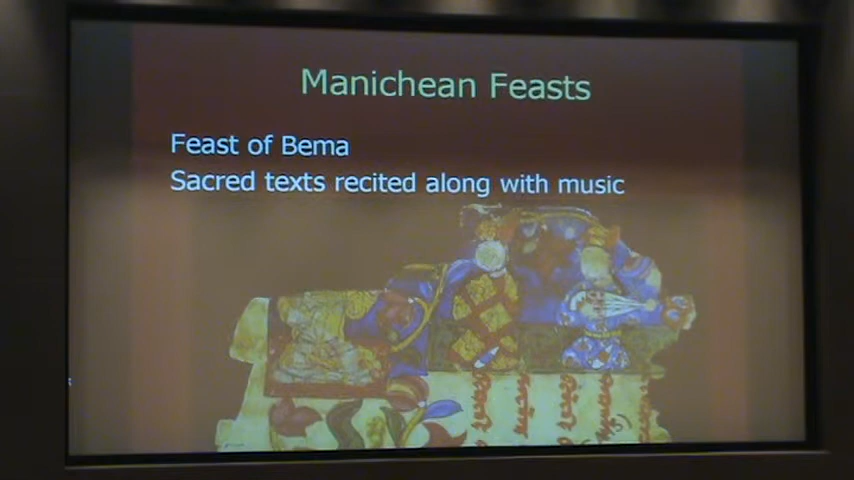 Manichean Feasts
Feast of Bema
Sacred texts recited along with music